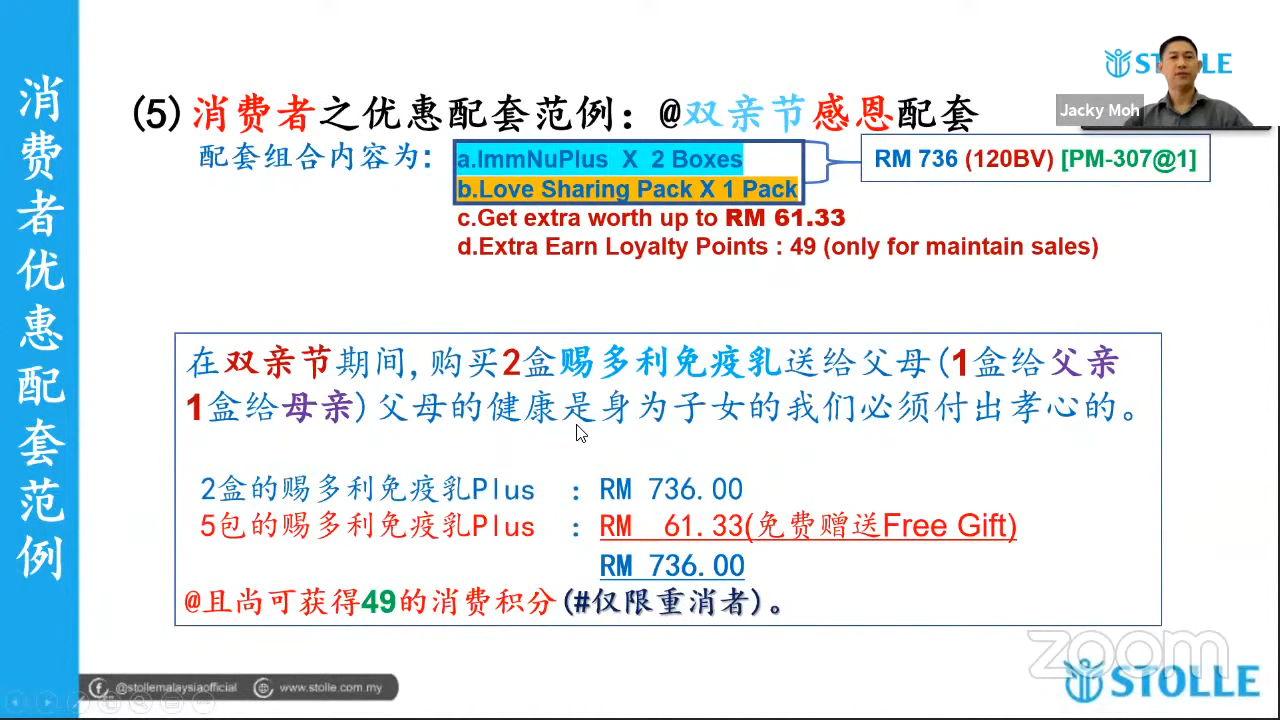 消费者优惠配套范例
STOLLE
Jacky Moh
(5)消费者之优惠配套范例：@双亲节感恩配套
配套组合内容为：
a.ImmNuPlus X 2 Boxes
b.Love Sharing Pack X 1 Pack
RM 736 (120BV) [PM-307@1]
c.Get extra worth up to RM 61.33
d.Extra Earn Loyalty Points : 49 (only for maintain sales)
在双亲节期间,购买2盒赐多利免疫乳送给父母(1盒给父亲
1盒给母亲)父母的健康是身为子女的我们必须付出孝心的。
2盒的赐多利免疫乳Plus : RM 736.00
5包的赐多利免疫乳Plus : RM 61.33(免费赠送Free Gift)
RM 736.00
@且尚可获得49的消费积分(#仅限重消者)。
zoom
@stollemalaysiaofficial
www.stolle.com.my
STOLLE